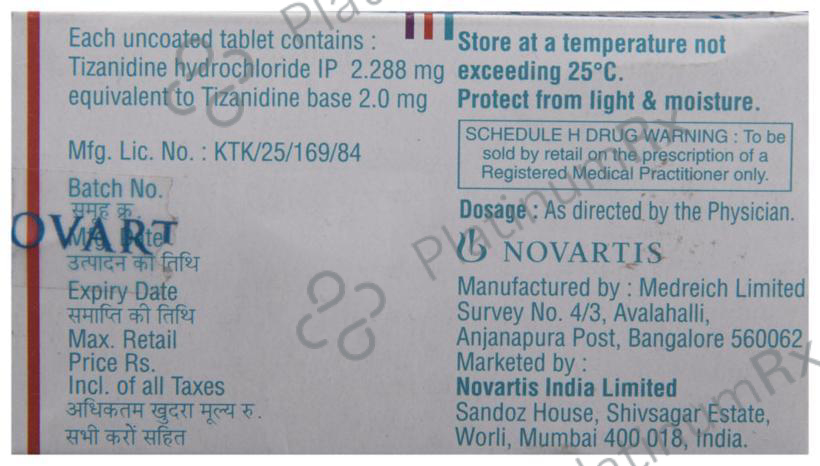 Each uncoated tablet contains :
Tizanidine hydrochloride IP 2.288 mg
equivalent to Tizanidine base 2.0 mg
Mfg. Lic. No. : KTK/25/169/84
Batch No.
समूह क्र.
Mfg. Date
OVART
उत्पादन की तिथि
Expiry Date
समाप्ति की तिथि
Max. Retail
Price Rs.
Incl. of all Taxes
अधिकतम खुदरा मूल्य रु.
सभी करों सहित
Store at a temperature not
exceeding 25°C.
Protect from light & moisture.
SCHEDULE H DRUG WARNING : To be
sold by retail on the prescription of a
Registered Medical Practitioner only.
Dosage : As directed by the Physician.
NOVARTIS
Manufactured by : Medreich Limited
Survey No. 4/3, Avalahalli,
Anjanapura Post, Bangalore 560062
Marketed by :
Novartis India Limited
Sandoz House, Shivsagar Estate,
Worli, Mumbai 400 018, India.
PlatinumRx